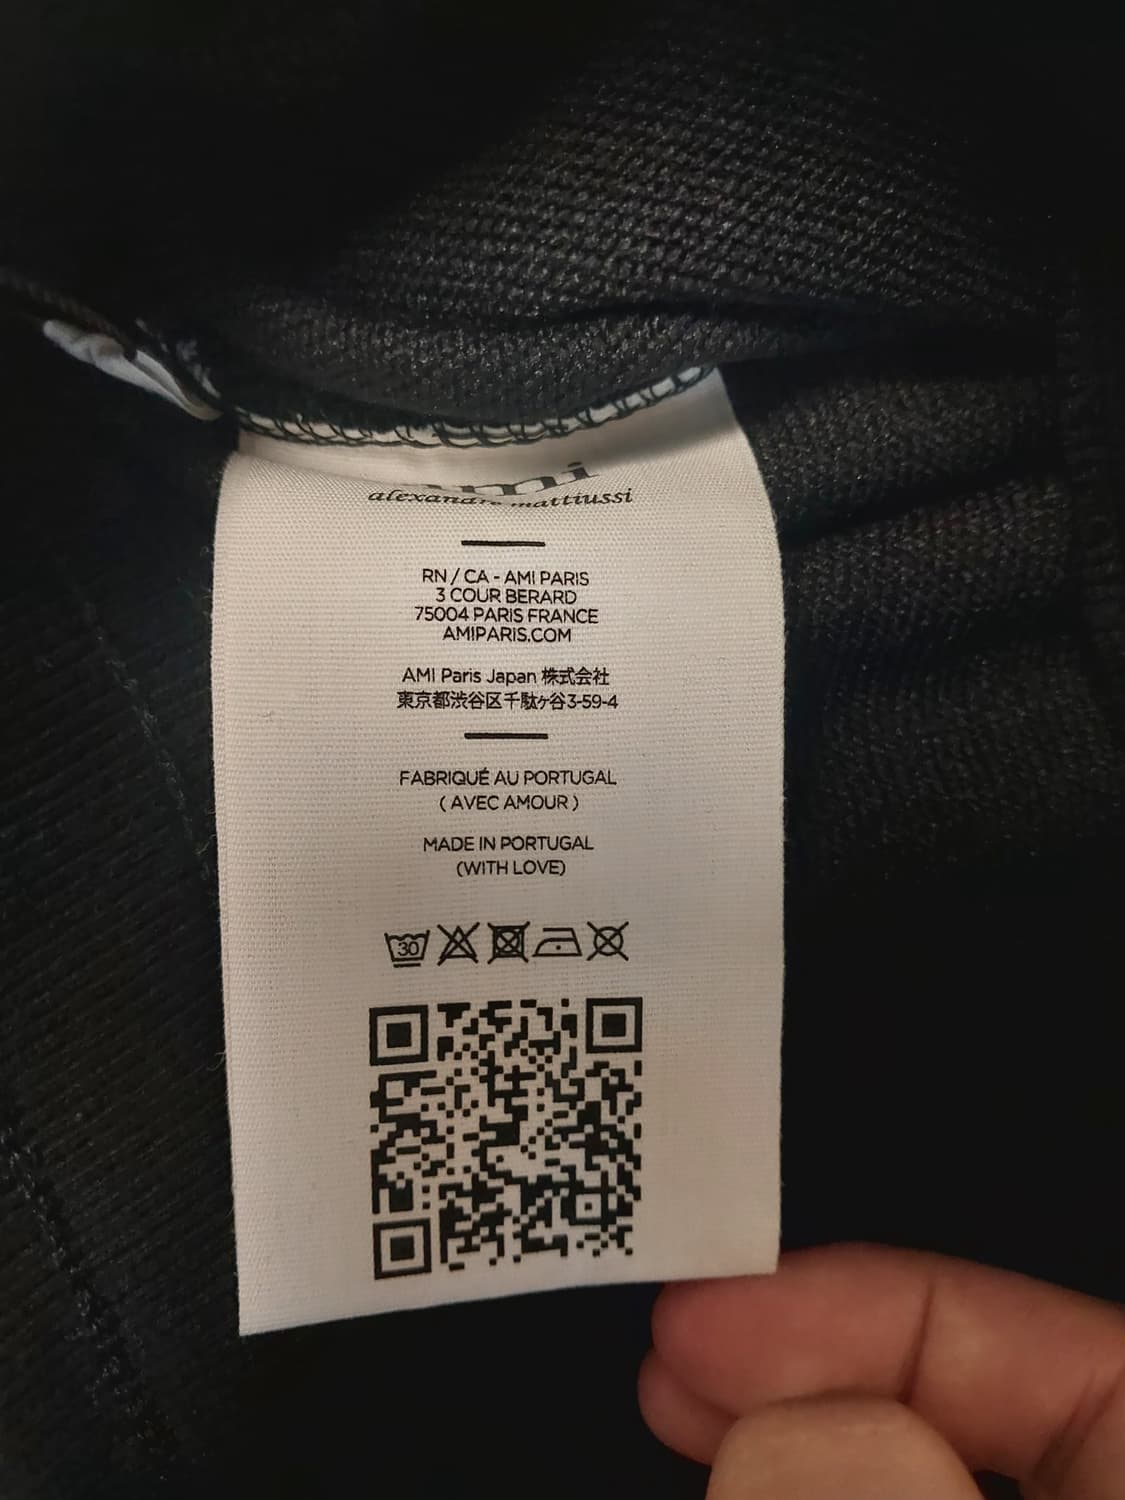 ami
alexandre mattiussi
RN / CA - AMI PARIS
3 COUR BERARD
75004 PARIS FRANCE
AMIPARIS.COM
AMI Paris Japan 株式会社
東京都渋谷区千駄ヶ谷3-59-4
FABRIQUÉ AU PORTUGAL
( AVEC AMOUR )
MADE IN PORTUGAL
(WITH LOVE)
30